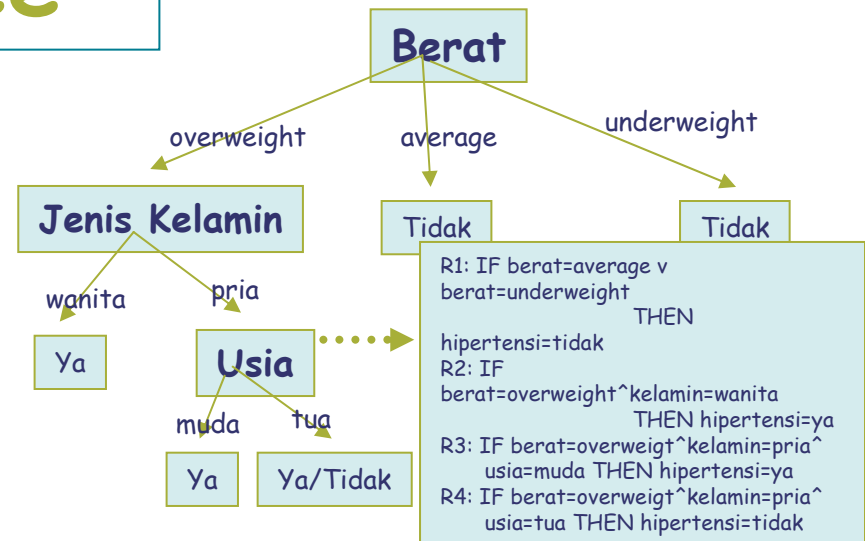 Berat
overweight
average
underweight
Jenis Kelamin
Tidak
Tidak
wanita
pria
Ya
Usia
muda
tua
Ya
Ya/Tidak
R1: IF berat=average v
berat=underweight
THEN
hipertensi=tidak
R2: IF
berat=overweight^kelamin=wanita
THEN hipertensi=ya
R3: IF berat=overweigt^kelamin=pria^
usia=muda THEN hipertensi=ya
R4: IF berat=overweigt^kelamin=pria^
usia=tua THEN hipertensi=tidak